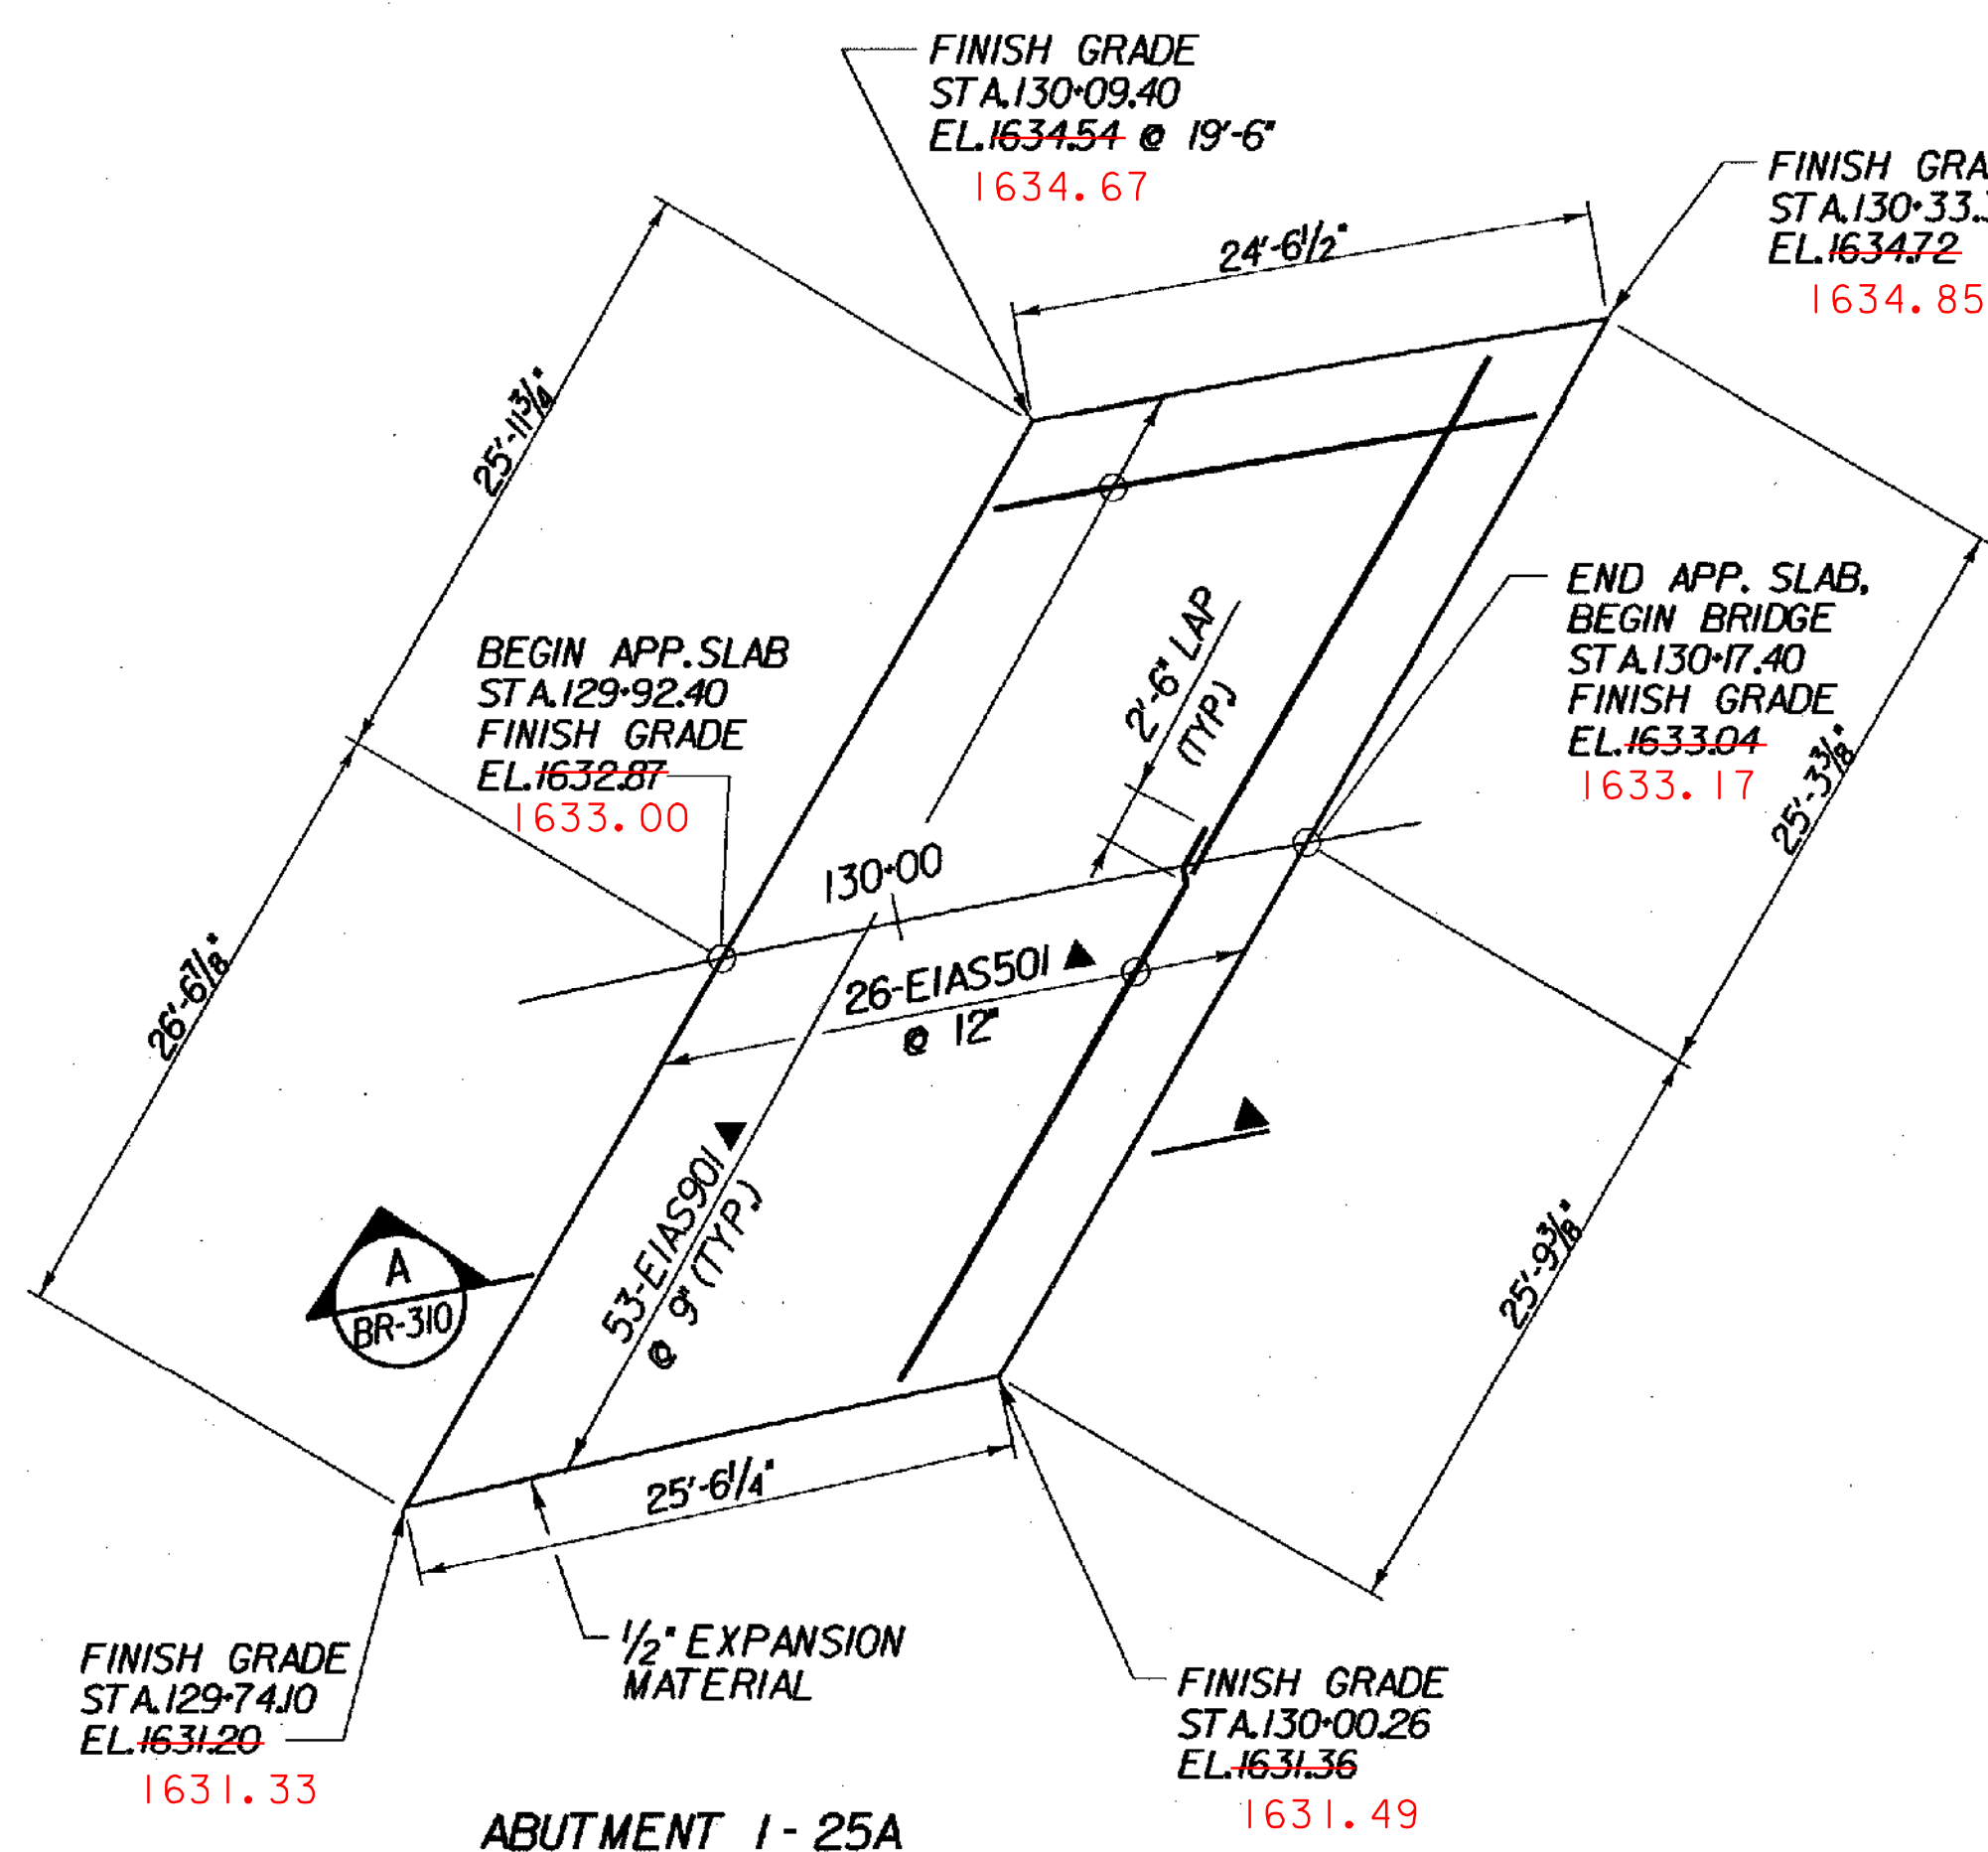 FINISH GRADE
STA.130+09.40
EL.1634.54 @ 19'-6"
1634.67
FINISH GRA
STA.130+33.
EL.1634.72
1634.85
24'-6 1/2"
25'-11 3/4"
2'-6" LAP
(TYP.)
END APP. SLAB,
BEGIN BRIDGE
STA.130+17.40
FINISH GRADE
EL.1633.04
1633.17
BEGIN APP. SLAB
STA.129+92.40
FINISH GRADE
EL.1632.87
1633.00
25'-3 3/8"
130+00
26'-6 7/8"
26-E1AS501
@ 12"
53-E1AS901
@ 9" (TYP.)
A
BR-310
25'-9 3/8"
25'-6 1/4"
1/2" EXPANSION
MATERIAL
FINISH GRADE
STA.129+74.10
EL.1631.20
1631.33
FINISH GRADE
STA.130+00.26
EL.1631.36
1631.49
ABUTMENT 1 - 25A